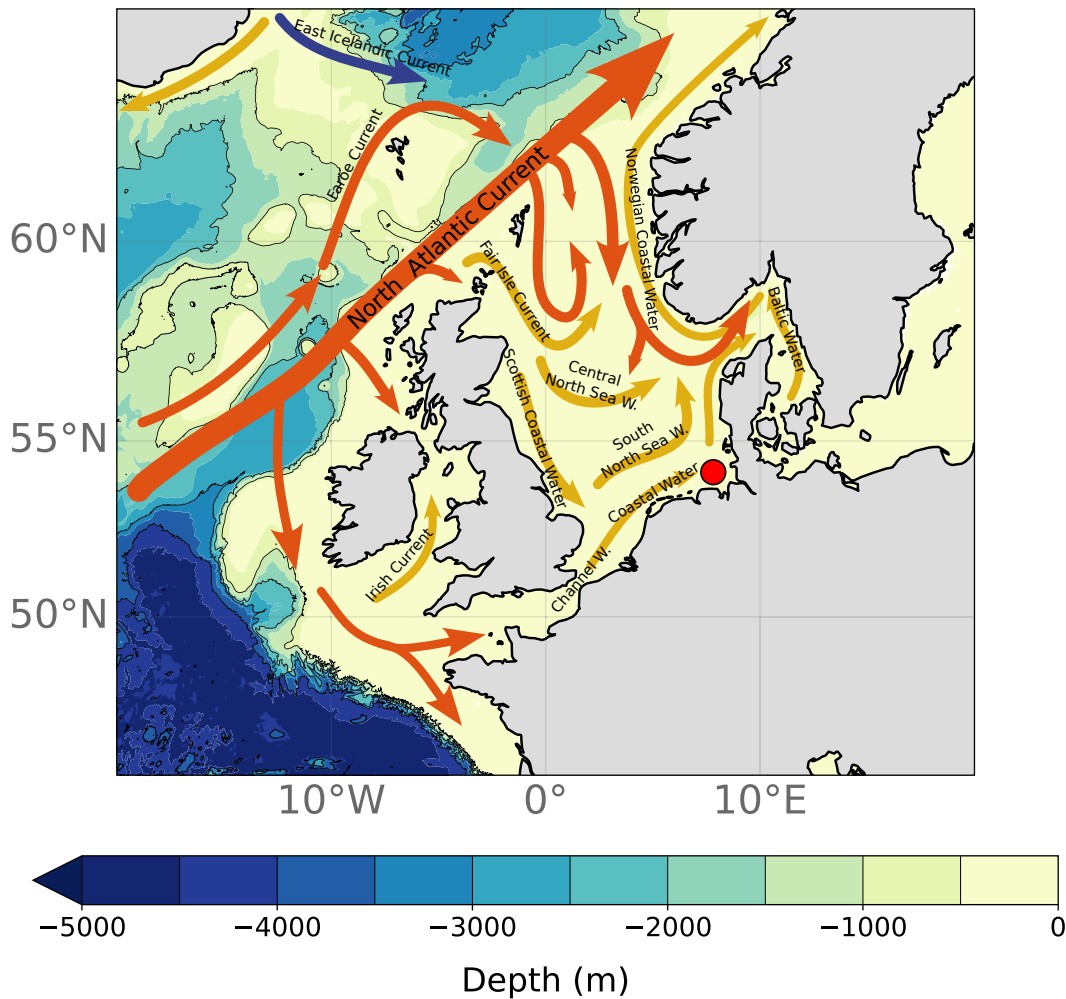 East Icelandic Current
Faroe Current
North Atlantic Current
Norwegian Coastal Water
Fair Isle Current
Baltic Water
Scottish Coastal Water
Central
North Sea W.
South
North Sea W.
Coastal Water
Channel W.
Irish Current
60°N
55°N
50°N
10°W
0°
10°E
−5000
−4000
−3000
−2000
−1000
0
Depth (m)